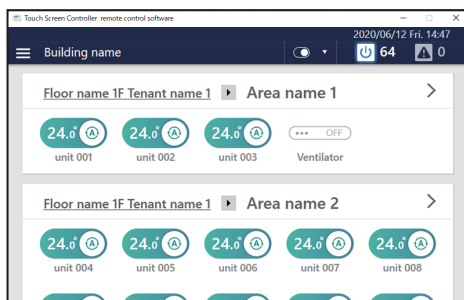 Touch Screen Controller remote control software
2020/06/12 Fri. 14:47
Building name 64 0
Floor name 1F Tenant name 1 Area name 1
24.0° A 24.0° A 24.0° A OFF
unit 001 unit 002 unit 003 Ventilator
Floor name 1F Tenant name 1 Area name 2
24.0° A 24.0° A 24.0° A 24.0° A 24.0° A
unit 004 unit 005 unit 006 unit 007 unit 008